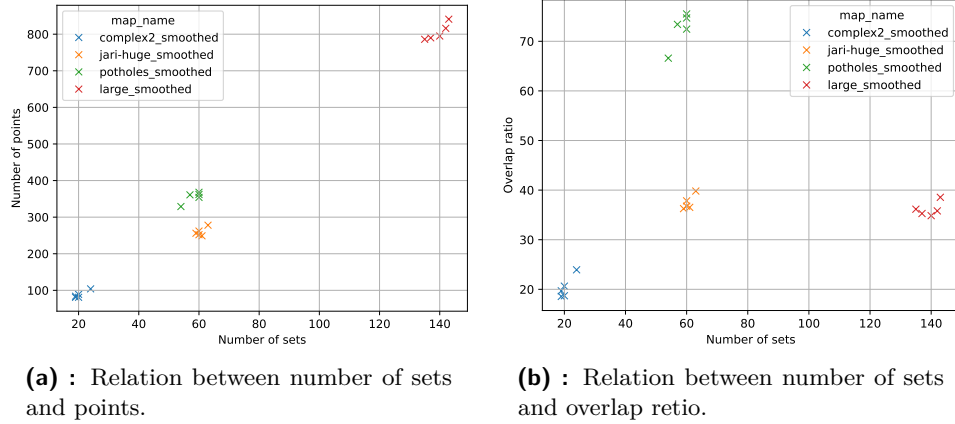 map_name
complex2_smoothed
jari-huge_smoothed
potholes_smoothed
large_smoothed
Number of points
800
700
600
500
400
300
200
100
20 40 60 80 100 120 140
Number of sets
(a) : Relation between number of sets
and points.
map_name
complex2_smoothed
jari-huge_smoothed
potholes_smoothed
large_smoothed
Overlap ratio
70
60
50
40
30
20
20 40 60 80 100 120 140
Number of sets
(b) : Relation between number of sets
and overlap retio.